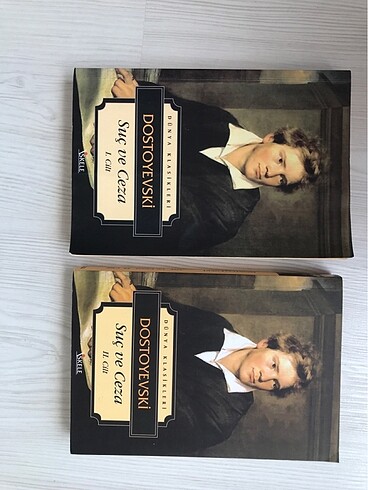 DÜNYA KLASİKLERİ
DOSTOYEVSKİ
Suç ve Ceza
I. Cilt
İSKELE
DÜNYA KLASİKLERİ
DOSTOYEVSKİ
Suç ve Ceza
II. Cilt
İSKELE